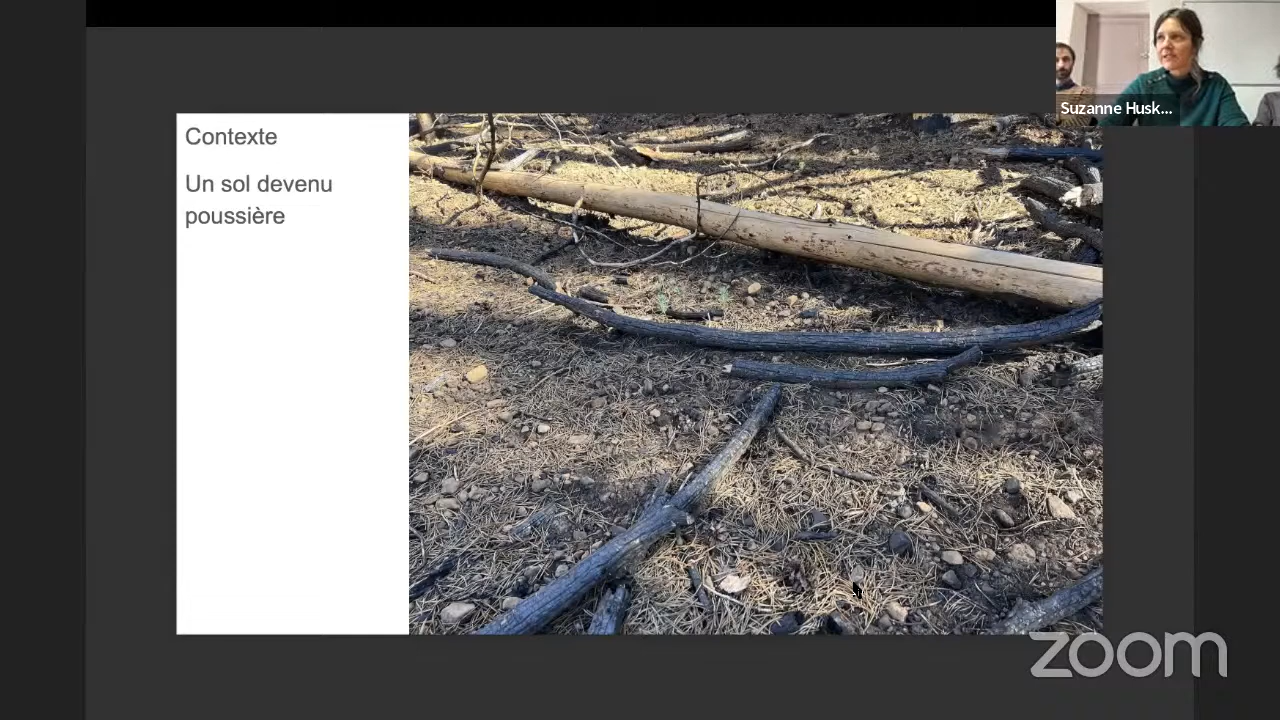 Suzanne Husk...
Contexte
Un sol devenu
poussière
zoom